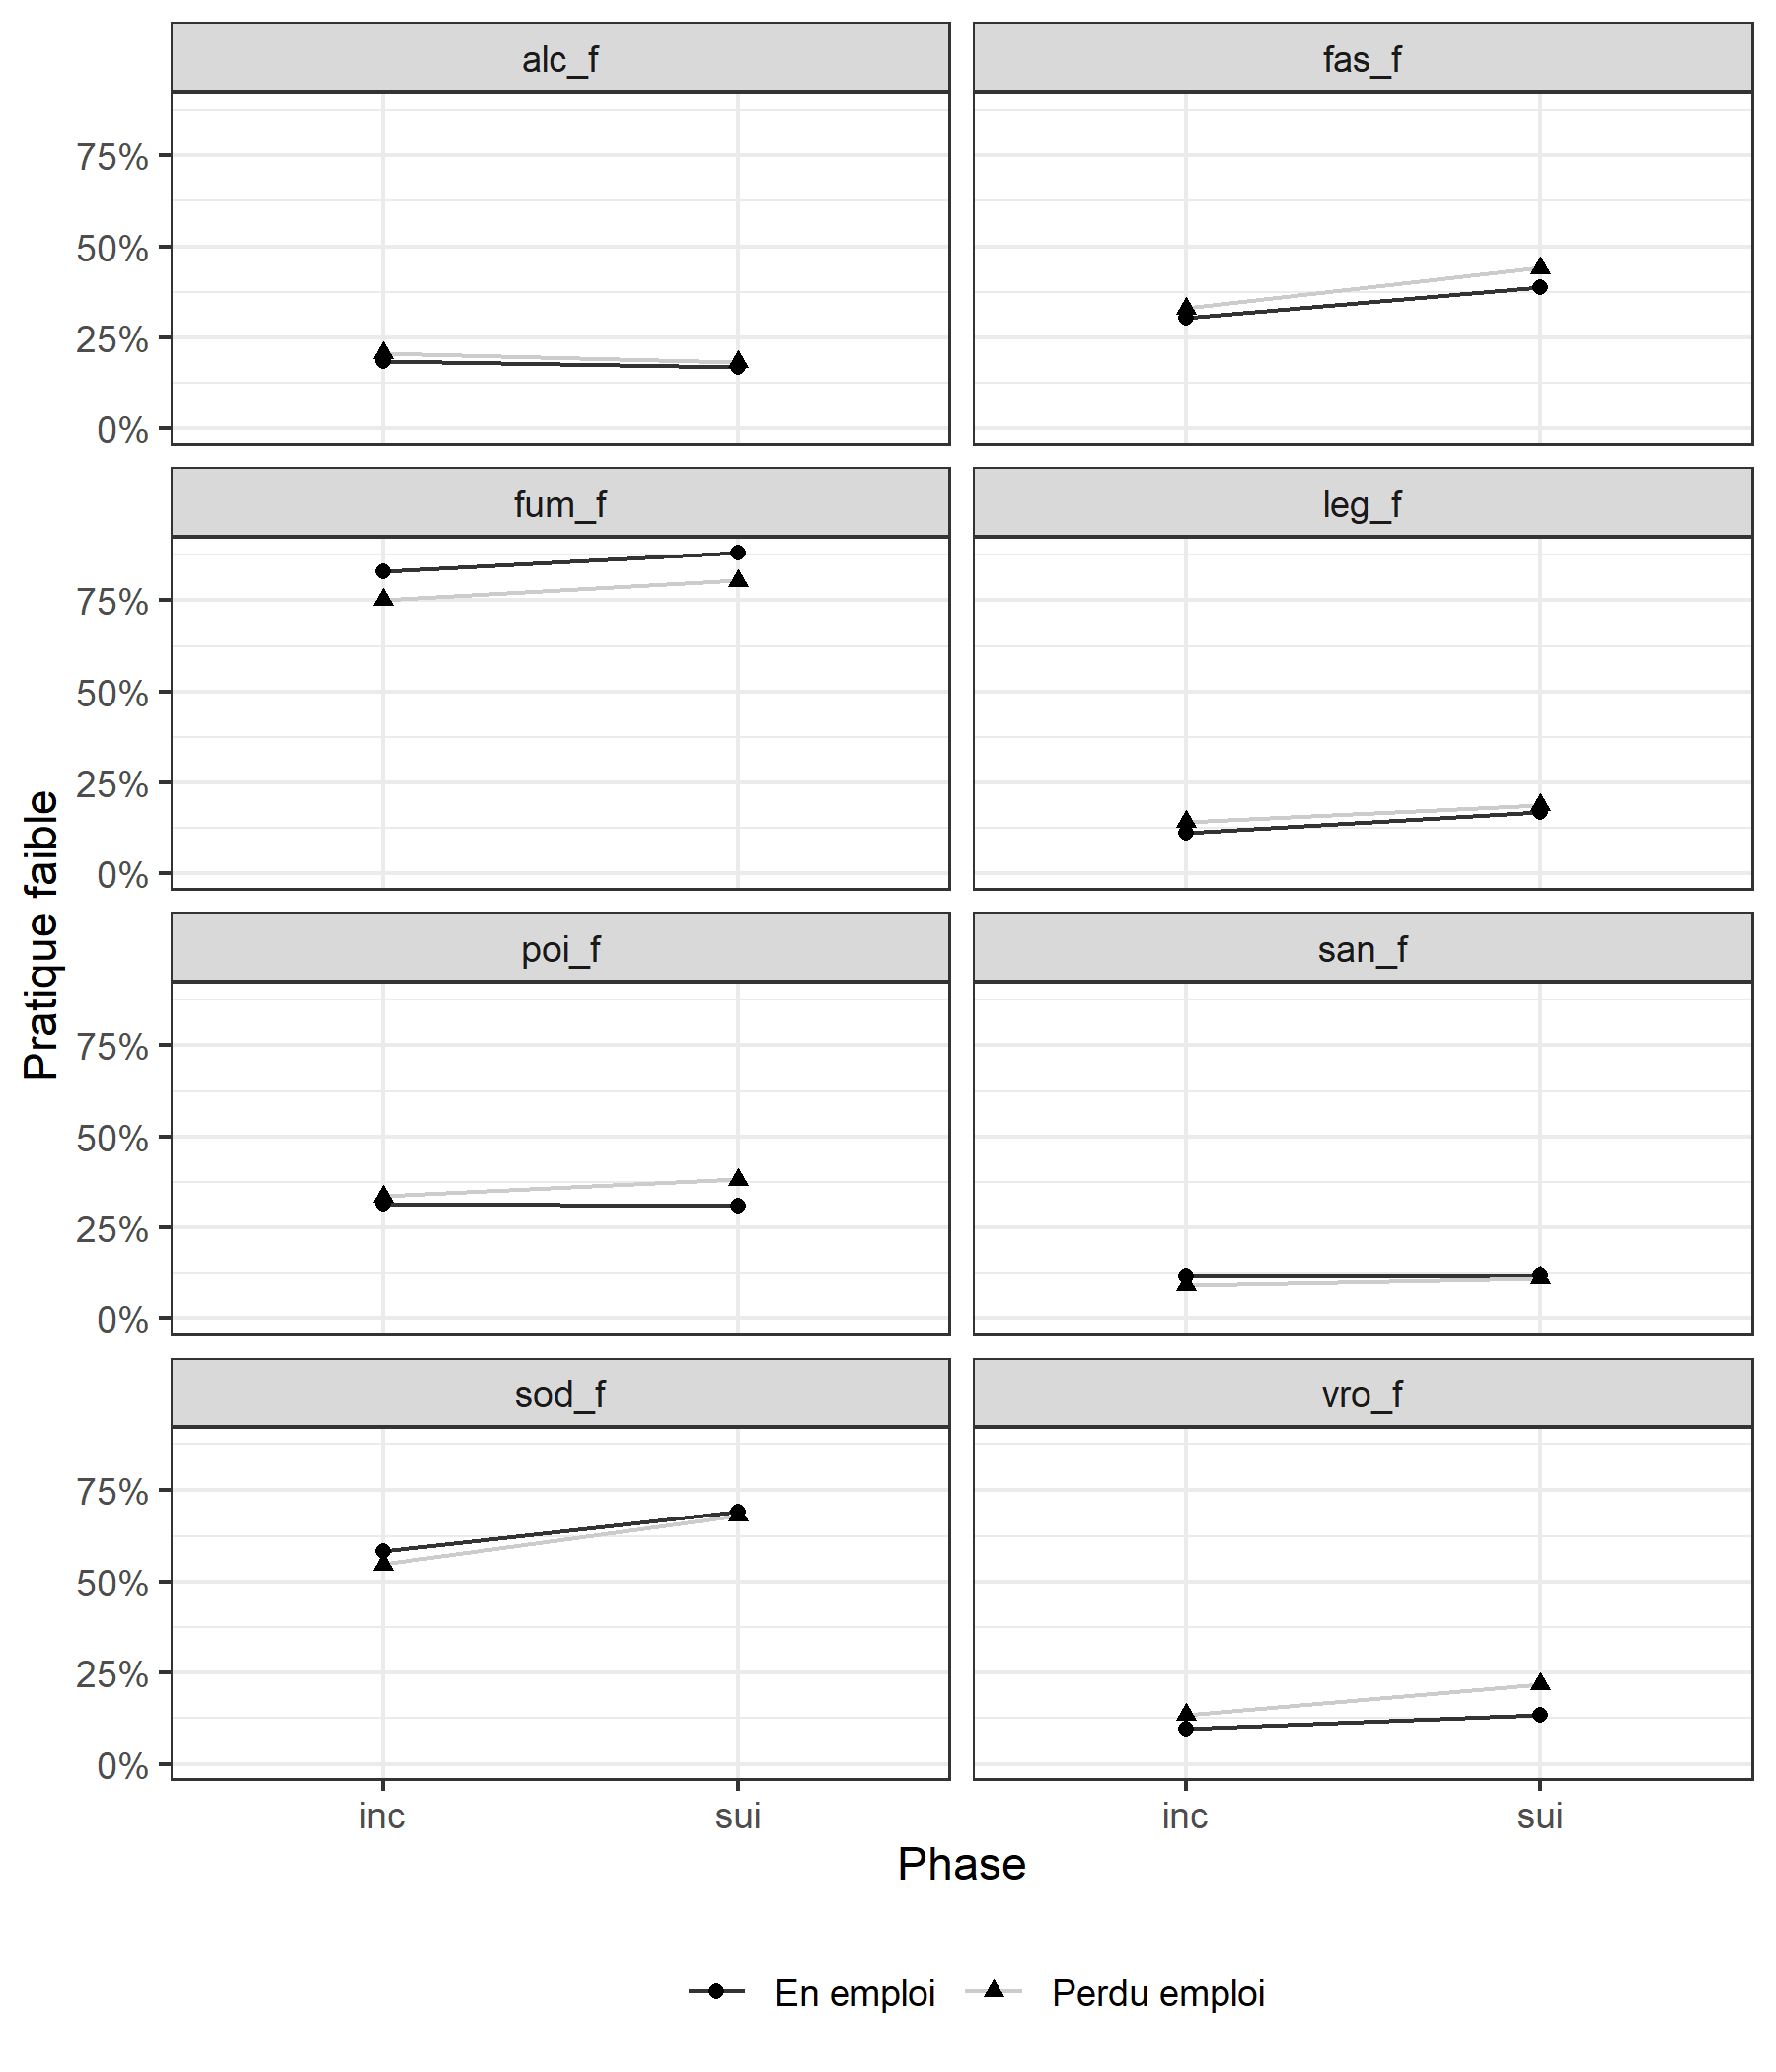 alc_f
fas_f
75%
50%
25%
0%
fum_f
leg_f
75%
50%
25%
0%
poi_f
san_f
75%
50%
25%
0%
sod_f
vro_f
75%
50%
25%
0%
Pratique faible
inc
sui
inc
sui
Phase
En emploi
Perdu emploi